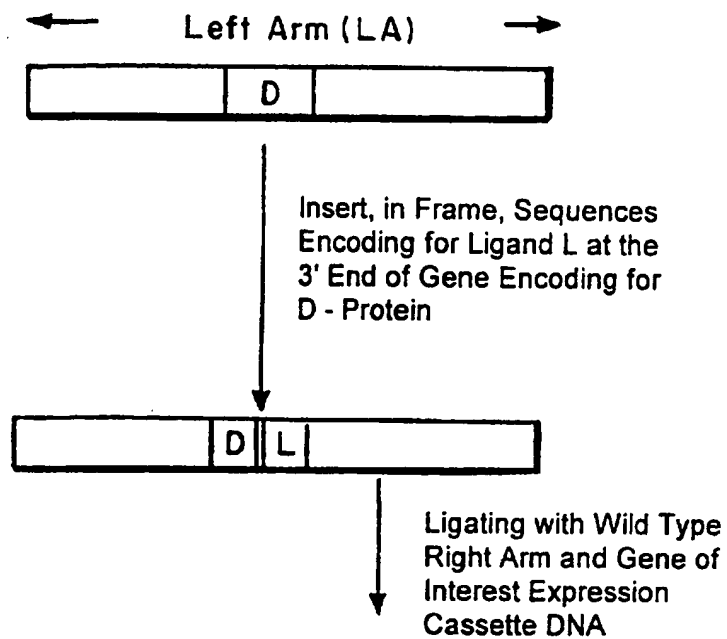 Left Arm (LA)
D
Insert, in Frame, Sequences
Encoding for Ligand L at the
3' End of Gene Encoding for
D - Protein
D L
Ligating with Wild Type
Right Arm and Gene of
Interest Expression
Cassette DNA